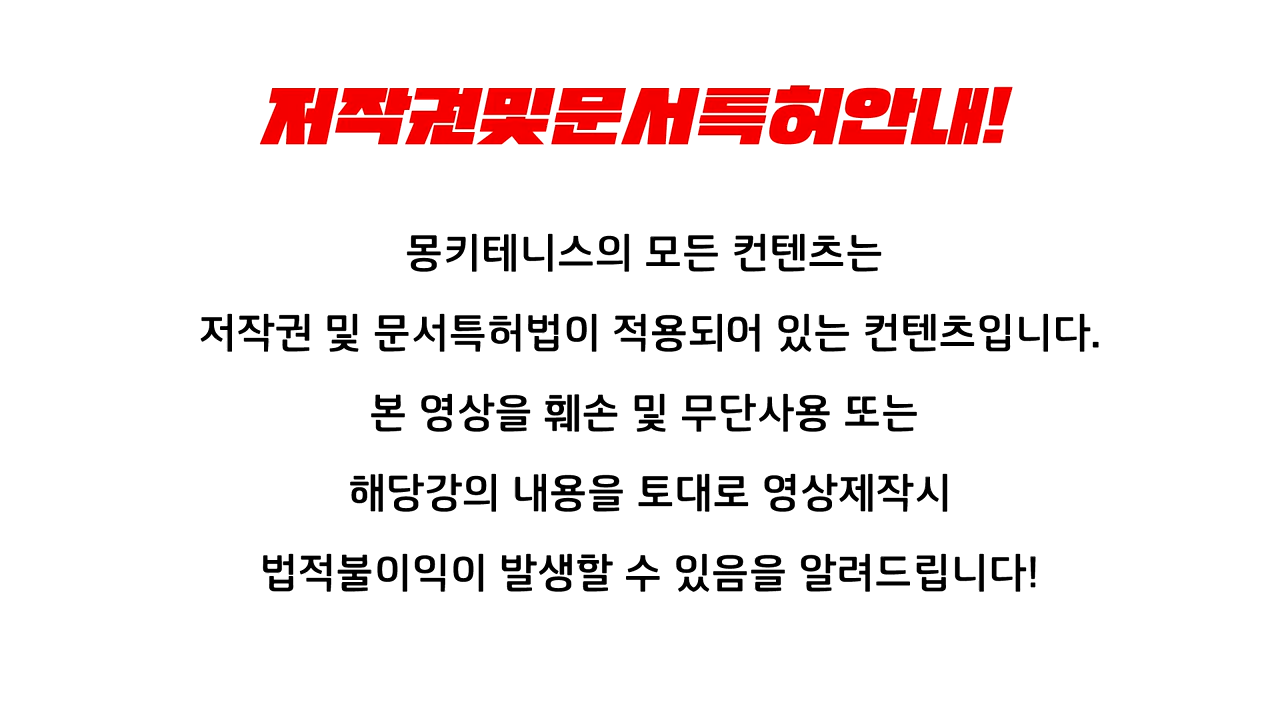 저작권및문서특허안내!
몽키테니스의 모든 컨텐츠는
저작권 및 문서특허법이 적용되어 있는 컨텐츠입니다.
본 영상을 훼손 및 무단사용 또는
해당강의 내용을 토대로 영상제작시
법적불이익이 발생할 수 있음을 알려드립니다!